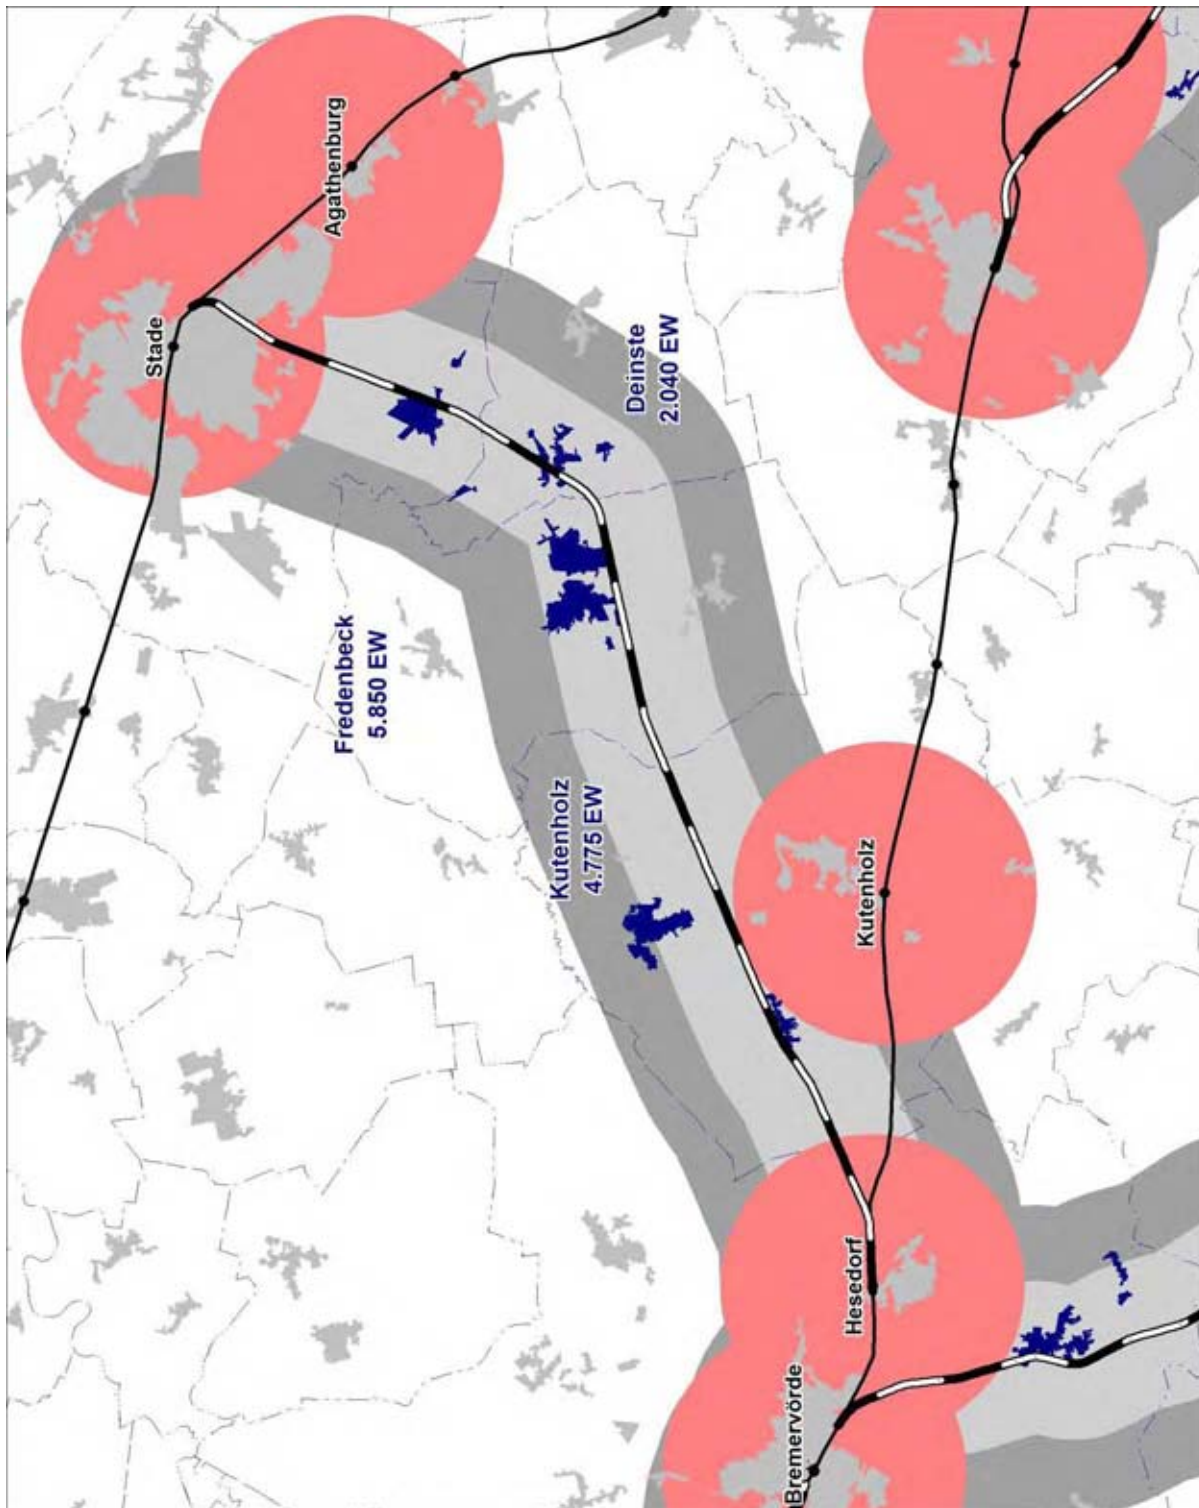 Stade
Agathenburg
Deinste
2.040 EW
Fredenbeck
5.850 EW
Kutenholz
4.775 EW
Kutenholz
Hesedorf
Bremervörde